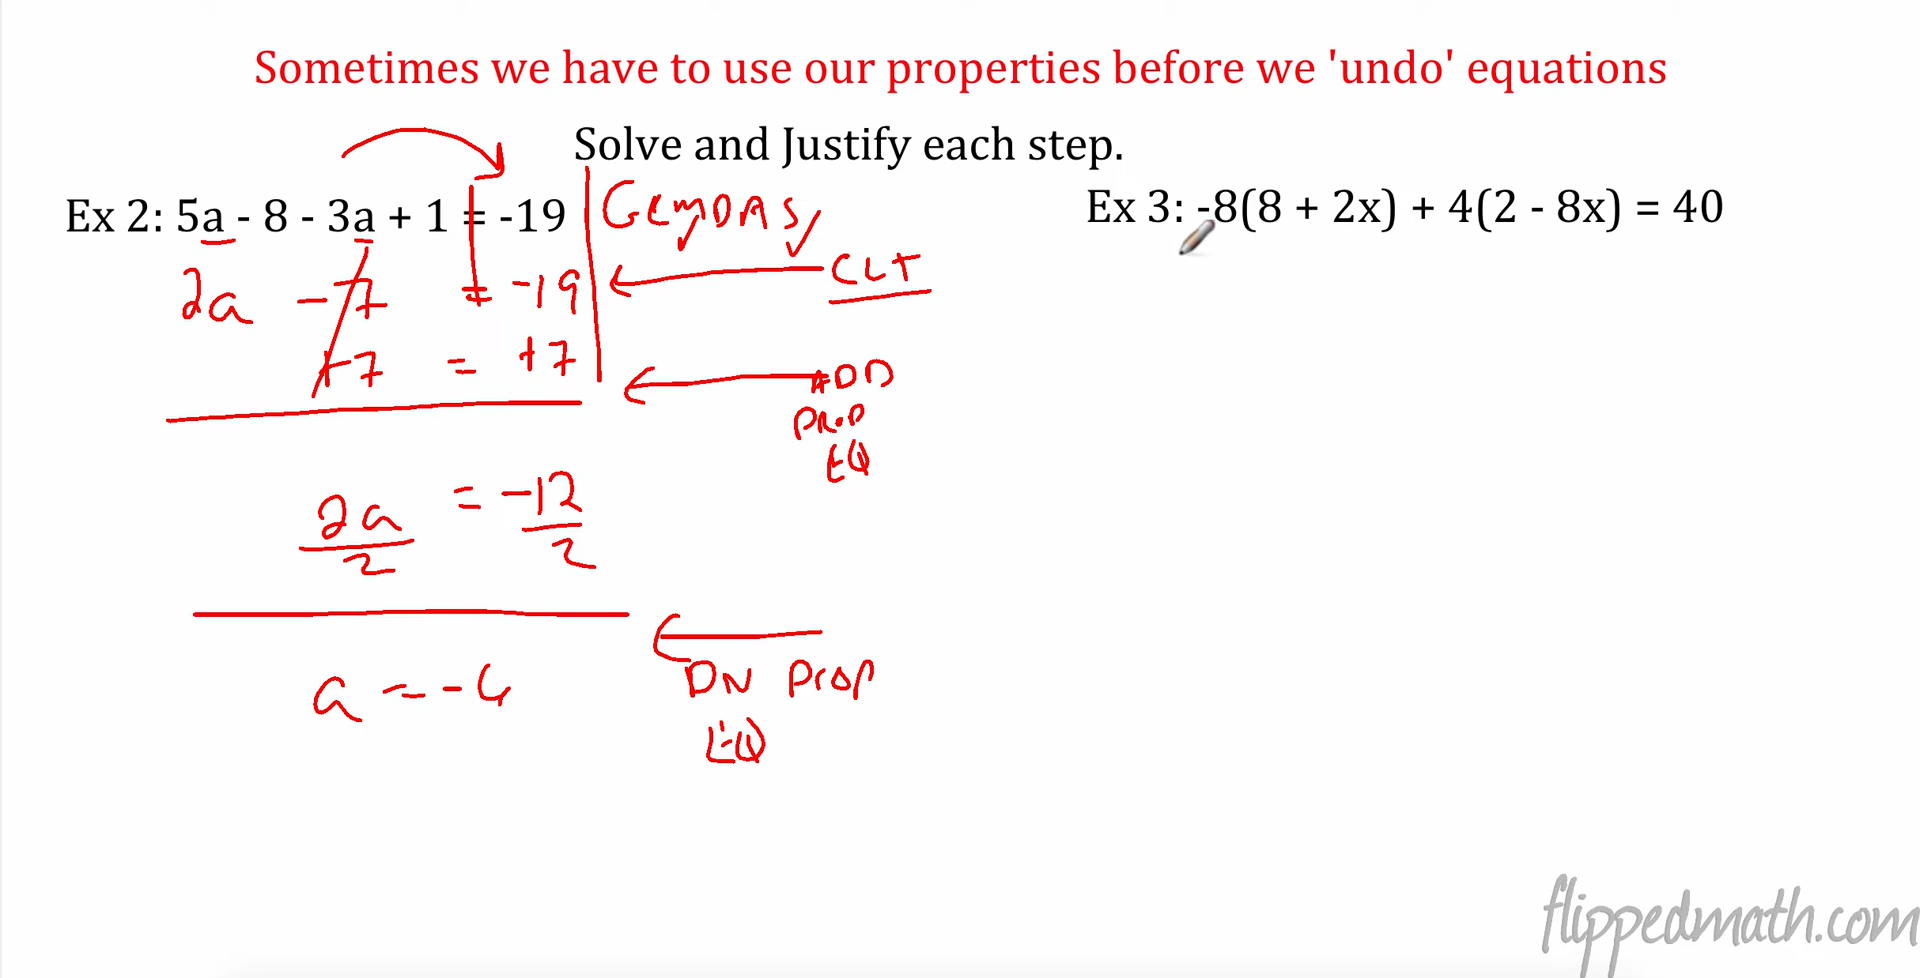 Sometimes we have to use our properties before we 'undo' equations
Solve and Justify each step.
Ex 2: 5a - 8 - 3a + 1 = -19
GEMDAS
2a - 7 = -19
CLT
+7 = +7
ADD
PROP
EQ
2a = -12
2 2
a = -6
DIV PROP
EQ
Ex 3: -8(8 + 2x) + 4(2 - 8x) = 40
flippedmath.com